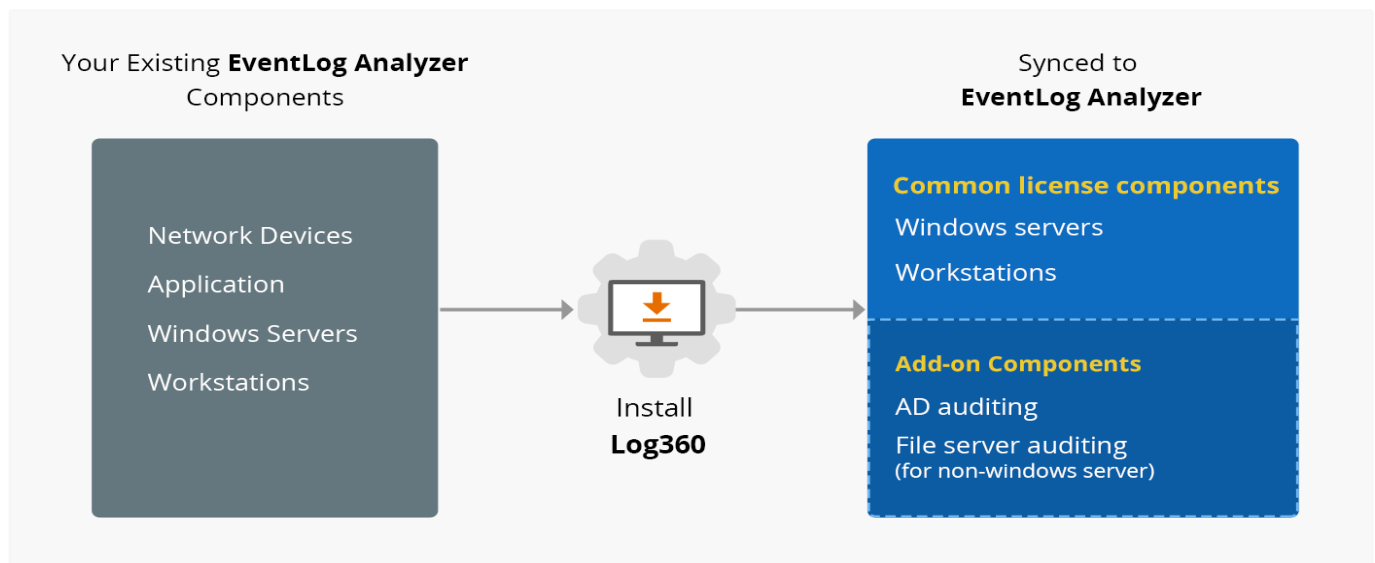 Your Existing EventLog Analyzer
Components
Network Devices
Application
Windows Servers
Workstations
Install
Log360
Synced to
EventLog Analyzer
Common license components
Windows servers
Workstations
Add-on Components
AD auditing
File server auditing
(for non-windows server)